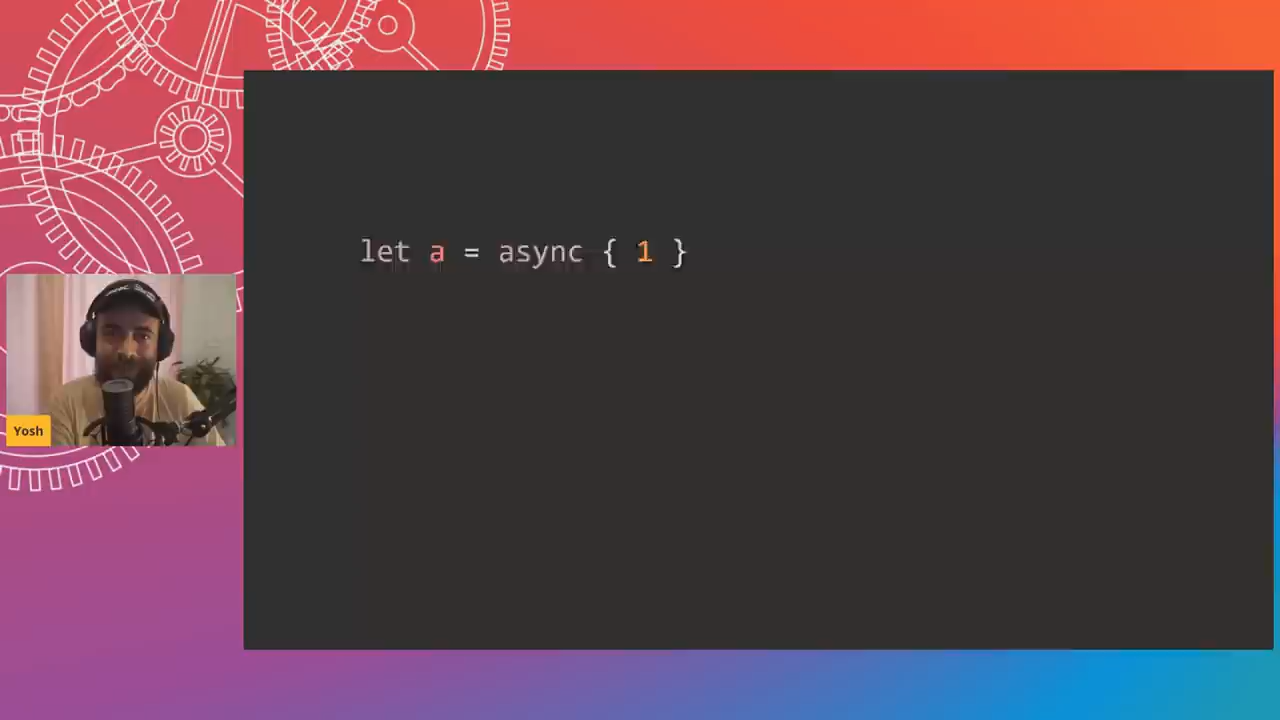 let a = async { 1 }
Yosh